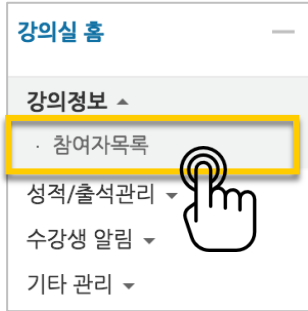 강의실 홈
강의정보 ▲
· 참여자목록
성적/출석관리 ▼
수강생 알림 ▼
기타 관리 ▼